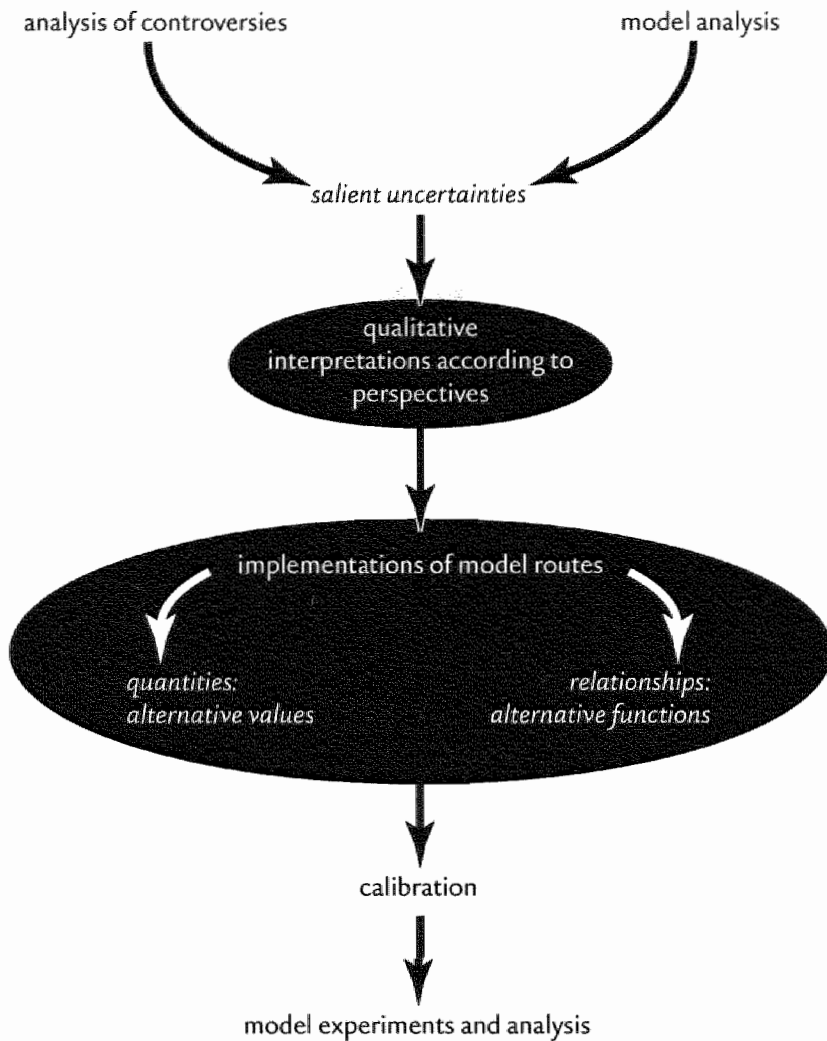 analysis of controversies
model analysis
salient uncertainties
qualitative
interpretations according to
perspectives
implementations of model routes
quantities:
alternative values
relationships:
alternative functions
calibration
model experiments and analysis